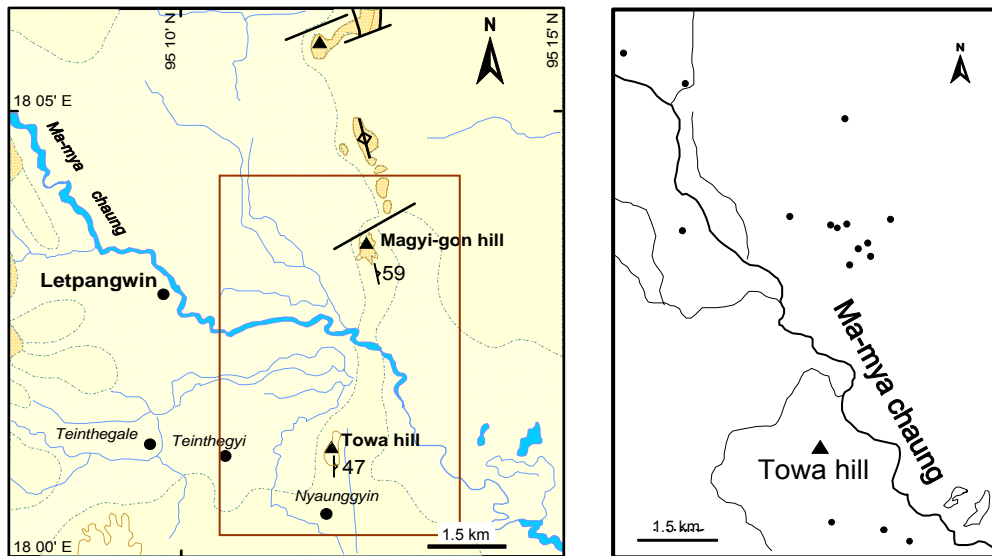 95 10' N
95 15' N
N
18 05' E
Ma-mya
chaung
Magyi-gon hill
59
Letpangwin
Teinthegale
Teinthegyi
Towa hill
47
Nyaunggyin
18 00' E
1.5 km
N
Ma-mya chaung
Towa hill
1.5 km